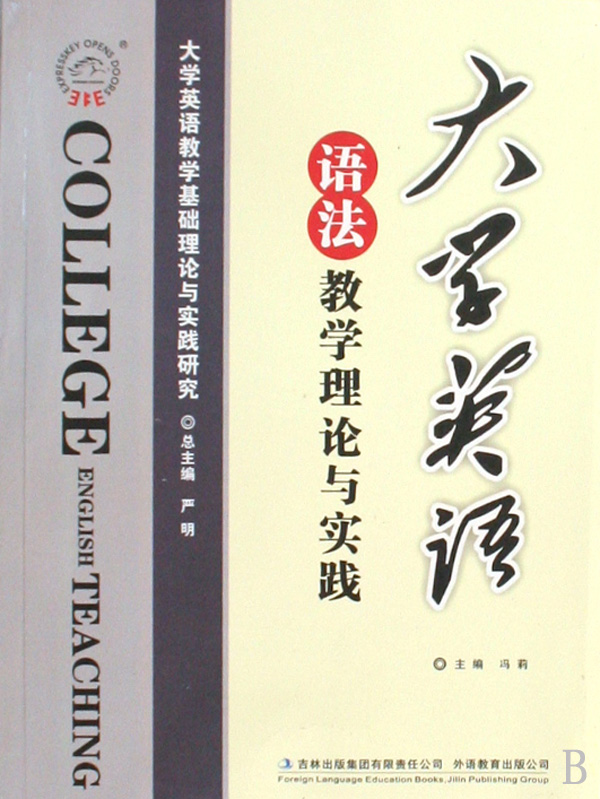 EXPRESSKEY OPENS DOORS
®
COLLEGE ENGLISH TEACHING
大学英语教学基础理论与实践研究 ◎总主编 严明
大学英语
语法教学理论与实践
◎主编 冯莉
吉林出版集团有限责任公司 外语教育出版公司
Foreign Language Education Books, Jilin Publishing Group
B